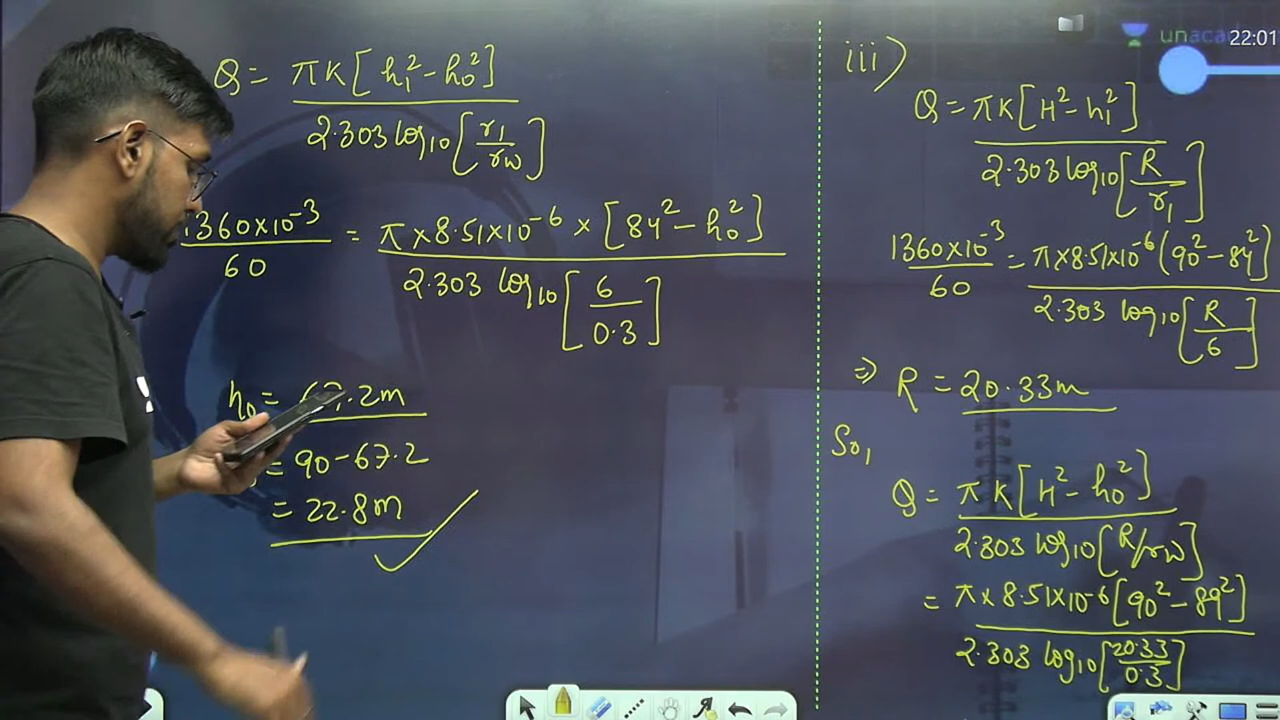 Q = πK[h₁² - h₀²]
2.303 log₁₀[r₁/rw]
1360×10⁻³/60 = π×8.51×10⁻⁶×[84² - h₀²]
2.303 log₁₀[6/0.3]
h₀ = 67.2m
= 90-67.2
= 22.8m
iii)
Q = πK[H² - h₁²]
2.303 log₁₀[R/r₁]
1360×10⁻³/60 = π×8.51×10⁻⁶(90² - 84²)
2.303 log₁₀[R/6]
⇒ R = 20.33m
So,
Q = πK[H² - h₀²]
2.303 log₁₀[R/rw]
= π×8.51×10⁻⁶[90² - 89²]
2.303 log₁₀[20.33/0.3]
22:01